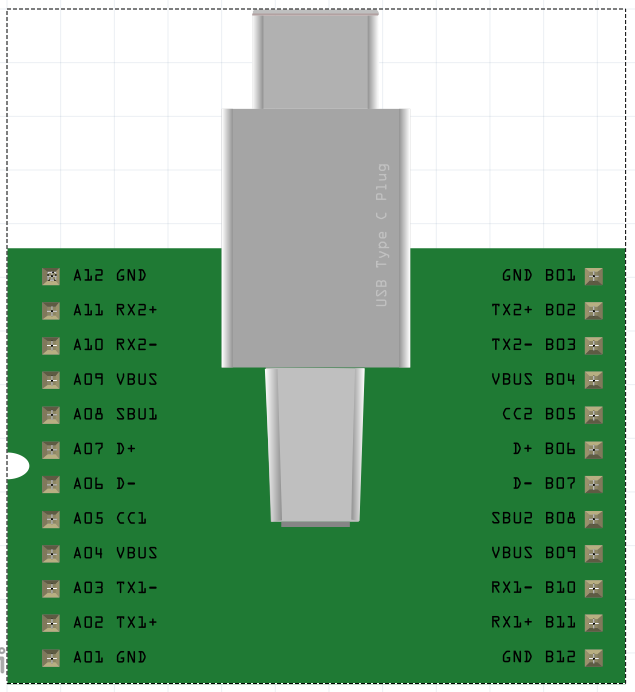 USB Type C Plug
A12 GND
GND B01
A11 RX2+
TX2+ B02
A10 RX2-
TX2- B03
A09 VBUS
VBUS B04
A08 SBU1
CC2 B05
A07 D+
D+ B06
A06 D-
D- B07
A05 CC1
SBU2 B08
A04 VBUS
VBUS B09
A03 TX1-
RX1- B10
A02 TX1+
RX1+ B11
A01 GND
GND B12